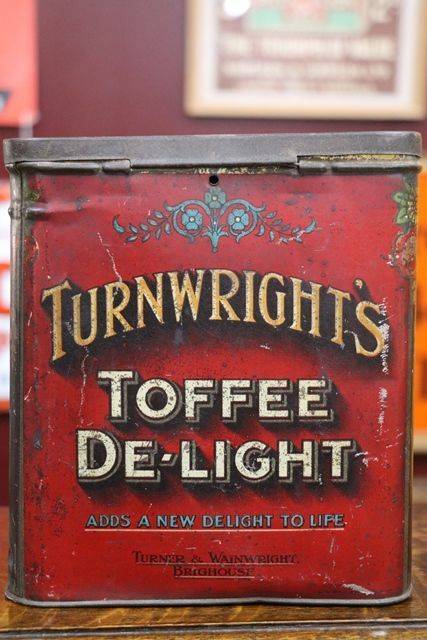 TURNWRIGHT'S
TOFFEE
DE-LIGHT
ADDS A NEW DELIGHT TO LIFE.
TURNER & WAINWRIGHT,
BRIGHOUSE